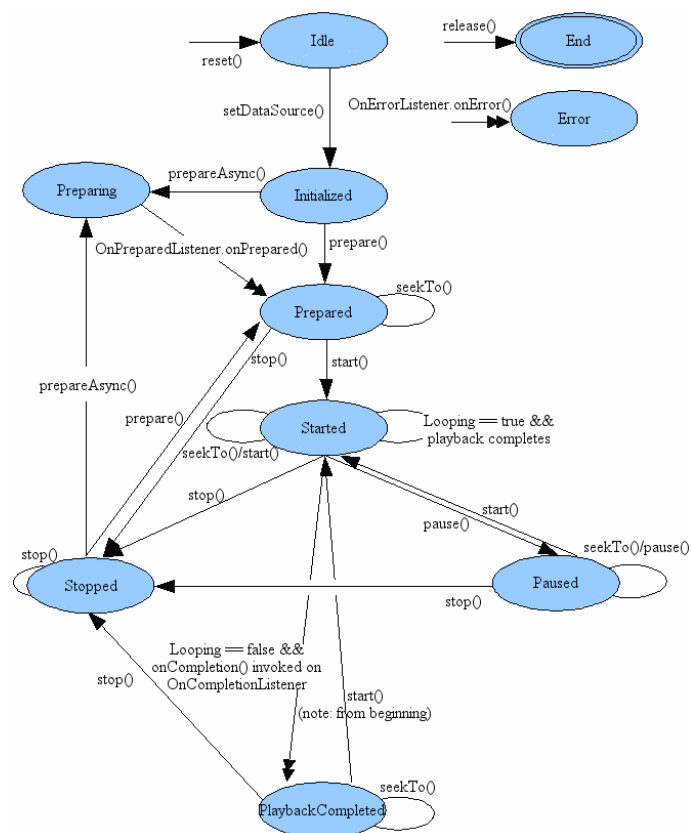 Idle
release()
End
reset()
setDataSource()
OnErrorListener.onError()
Error
prepareAsync()
Preparing
Initialized
OnPreparedListener.onPrepared()
prepare()
seekTo()
Prepared
stop()
start()
prepareAsync()
prepare()
Looping == true &&
playback completes
Started
seekTo()/start()
stop()
start()
pause()
stop()
seekTo()/pause()
Stopped
Paused
stop()
Looping == false &&
onCompletion() invoked on
OnCompletionListener
stop()
start()
(note: from beginning)
seekTo()
PlaybackCompleted